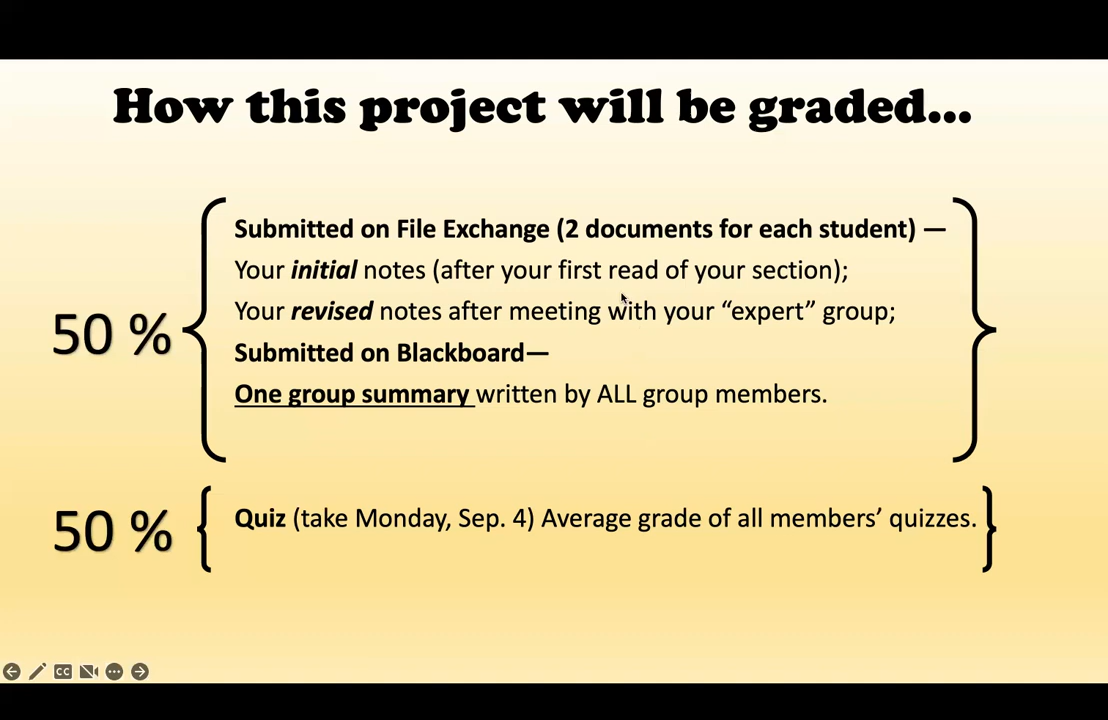 How this project will be graded...
Submitted on File Exchange (2 documents for each student) —
Your initial notes (after your first read of your section);
Your revised notes after meeting with your “expert” group;
50 %
Submitted on Blackboard—
One group summary written by ALL group members.
50 %
Quiz (take Monday, Sep. 4) Average grade of all members’ quizzes.
CC